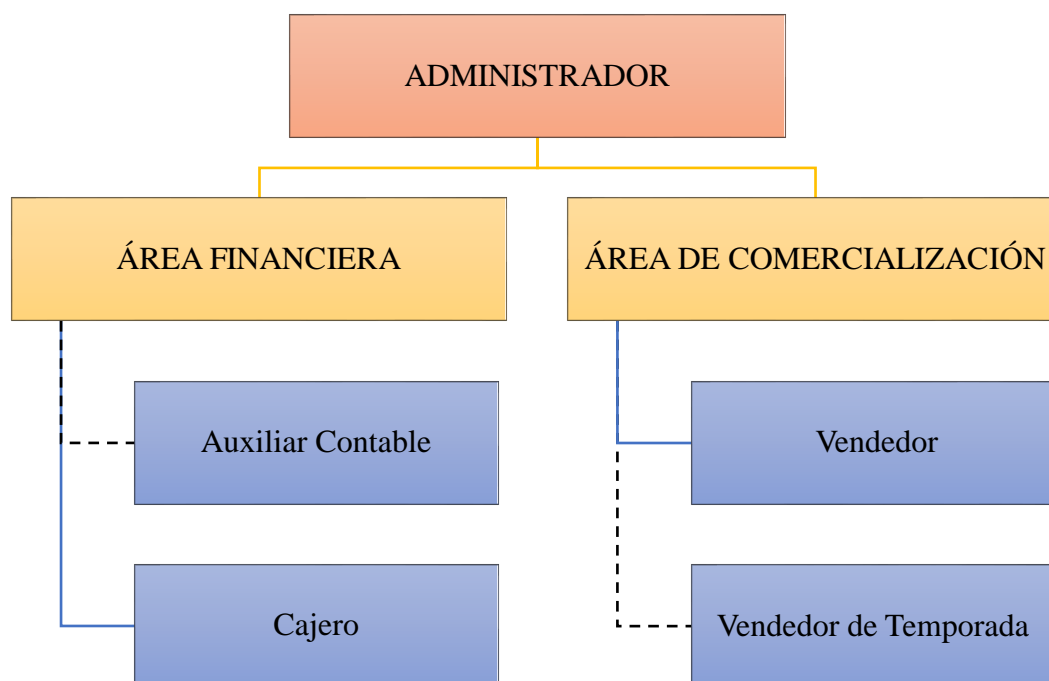 ADMINISTRADOR
ÁREA FINANCIERA
ÁREA DE COMERCIALIZACIÓN
Auxiliar Contable
Vendedor
Cajero
Vendedor de Temporada